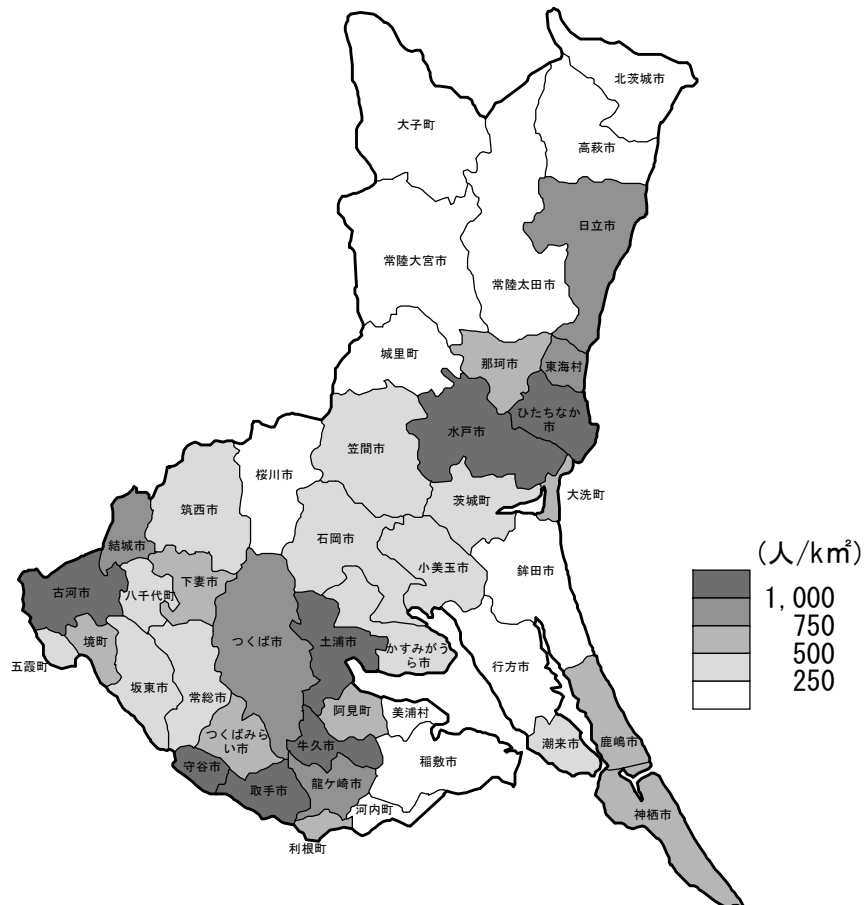 北茨城市
大子町
高萩市
日立市
常陸大宮市
常陸太田市
城里町
那珂市
東海村
ひたちなか
市
水戸市
笠間市
桜川市
茨城町
大洗町
筑西市
石岡市
結城市
小美玉市
鉾田市
下妻市
古河市
八千代町
つくば市
土浦市
かすみがう
ら市
境町
五霞町
坂東市
常総市
行方市
阿見町
美浦村
つくばみら
い市
牛久市
潮来市
鹿嶋市
稲敷市
守谷市
取手市
龍ケ崎市
河内町
神栖市
利根町
(人/k㎡)
1,000
750
500
250